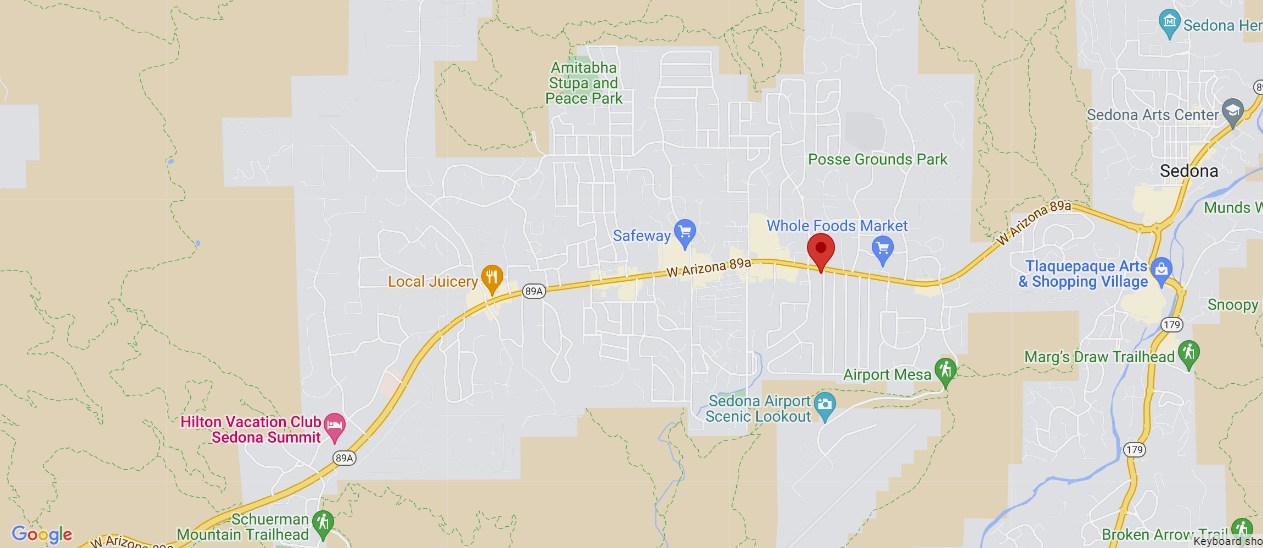 Sedona Her
Amitabha
Stupa and
Peace Park
89
Sedona Arts Center
Posse Grounds Park
Sedona
Munds W
W Arizona 89a
Whole Foods Market
Safeway
W Arizona 89a
Local Juicery
89A
Tlaquepaque Arts
& Shopping Village
Snoopy
179
Marg's Draw Trailhead
Airport Mesa
Sedona Airport
Scenic Lookout
Hilton Vacation Club
Sedona Summit
89A
179
Schuerman
Mountain Trailhead
Google
W Arizona 89a
Broken Arrow Trail
Keyboard sho